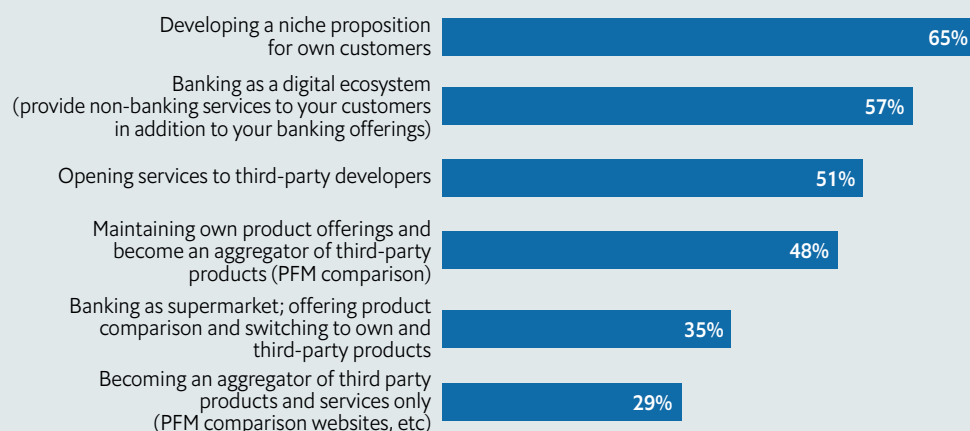 Developing a niche proposition
for own customers
65%
Banking as a digital ecosystem
(provide non-banking services to your customers
in addition to your banking offerings)
57%
Opening services to third-party developers
51%
Maintaining own product offerings and
become an aggregator of third-party
products (PFM comparison)
48%
Banking as supermarket; offering product
comparison and switching to own and
third-party products
35%
Becoming an aggregator of third party
products and services only
(PFM comparison websites, etc)
29%